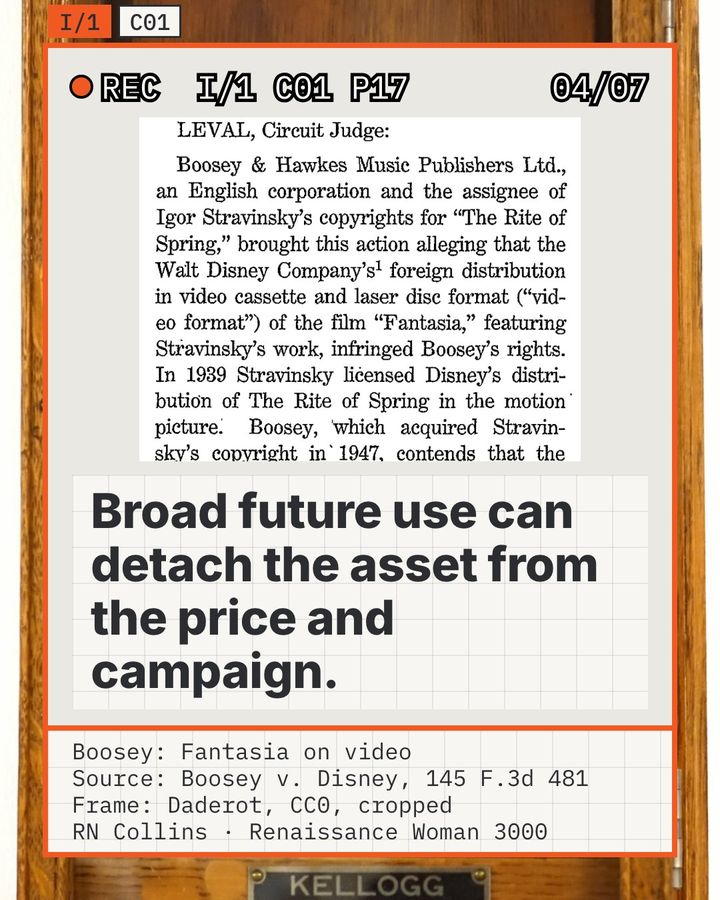 I/1 C01
REC I/1 C01 P17 04/07
LEVAL, Circuit Judge:
Boosey & Hawkes Music Publishers Ltd.,
an English corporation and the assignee of
Igor Stravinsky's copyrights for “The Rite of
Spring,” brought this action alleging that the
Walt Disney Company's¹ foreign distribution
in video cassette and laser disc format (“vid-
eo format”) of the film “Fantasia,” featuring
Stravinsky's work, infringed Boosey's rights.
In 1939 Stravinsky licensed Disney's distri-
bution of The Rite of Spring in the motion
picture. Boosey, which acquired Stravin-
sky's copyright in 1947, contends that the
Broad future use can
detach the asset from
the price and
campaign.
Boosey: Fantasia on video
Source: Boosey v. Disney, 145 F.3d 481
Frame: Daderot, CC0, cropped
RN Collins · Renaissance Woman 3000
KELLOGG